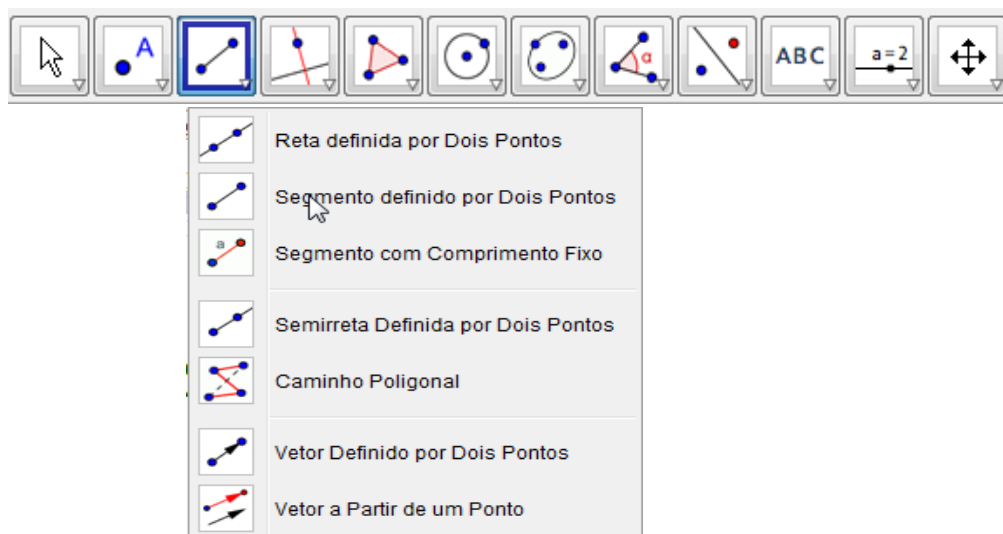 A
α
ABC
a=2
Reta definida por Dois Pontos
Segmento definido por Dois Pontos
a
Segmento com Comprimento Fixo
Semirreta Definida por Dois Pontos
Caminho Poligonal
Vetor Definido por Dois Pontos
Vetor a Partir de um Ponto